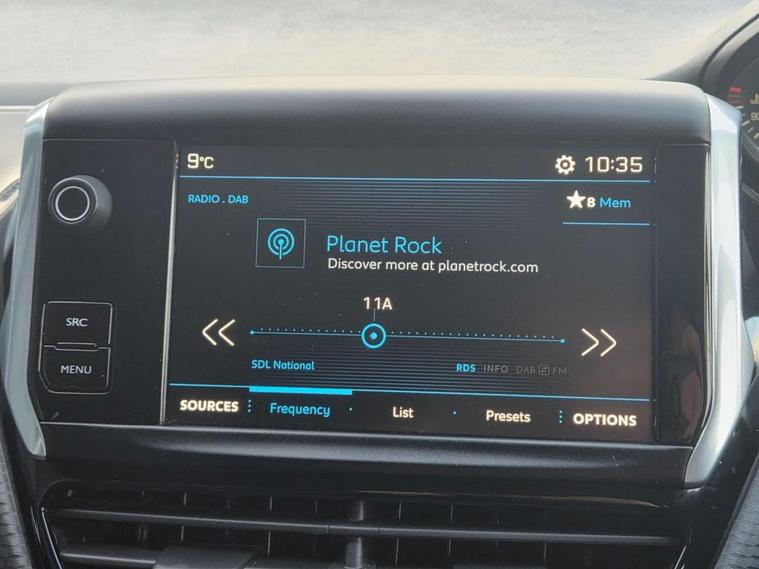 9°C
10:35
RADIO . DAB
★8 Mem
Planet Rock
Discover more at planetrock.com
11A
SRC
MENU
SDL National
RDS INFO DAB FM
SOURCES Frequency List Presets OPTIONS
90